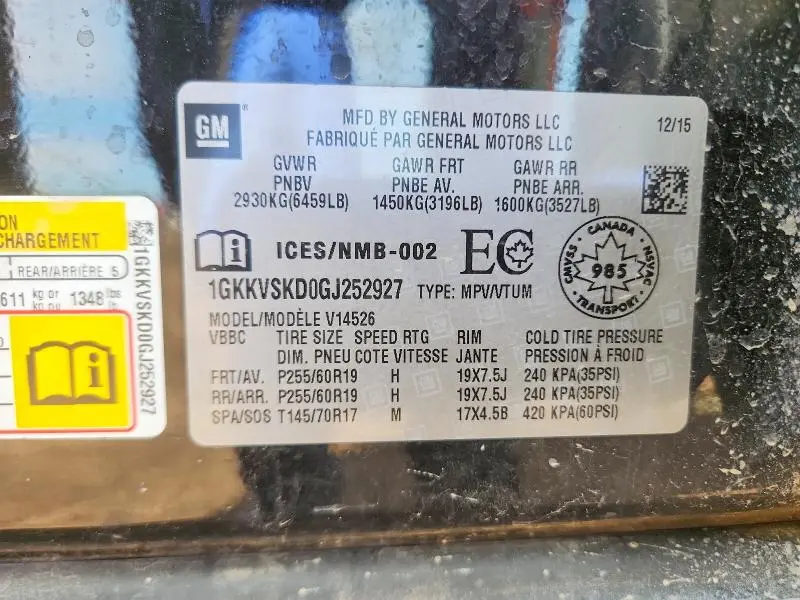 ON
CHARGEMENT
REAR/ARRIÈRE 5
611 kg or kg ou 1348 lbs
1GKKVSKD0GJ252927
GM
MFD BY GENERAL MOTORS LLC
12/15
FABRIQUÉ PAR GENERAL MOTORS LLC
GVWR GAWR FRT GAWR RR
PNBV PNBE AV. PNBE ARR.
2930KG(6459LB) 1450KG(3196LB) 1600KG(3527LB)
i ICES/NMB-002 EC
CANADA
CMVSS 985 NSVAC
TRANSPORT
1GKKVSKD0GJ252927 TYPE: MPV/VTUM
MODEL/MODÈLE V14526
VBBC TIRE SIZE SPEED RTG RIM COLD TIRE PRESSURE
DIM. PNEU COTE VITESSE JANTE PRESSION À FROID
FRT/AV. P255/60R19 H 19X7.5J 240 KPA(35PSI)
RR/ARR. P255/60R19 H 19X7.5J 240 KPA(35PSI)
SPA/SOS T145/70R17 M 17X4.5B 420 KPA(60PSI)